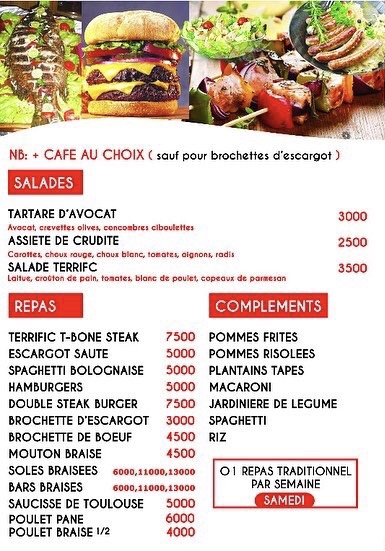 NB: + CAFE AU CHOIX ( sauf pour brochettes d'escargot )
SALADES
TARTARE D'AVOCAT 3000
Avocat, crevettes olives, concombres ciboulettes
ASSIETE DE CRUDITE 2500
Carottes, choux rouge, choux blanc, tomates, oignons, radis
SALADE TERRIFC 3500
Laitue, croûton de pain, tomates, blanc de poulet, copeaux de parmesan
REPAS
TERRIFIC T-BONE STEAK 7500
ESCARGOT SAUTE 5000
SPAGHETTI BOLOGNAISE 5000
HAMBURGERS 5000
DOUBLE STEAK BURGER 7500
BROCHETTE D'ESCARGOT 3000
BROCHETTE DE BOEUF 4500
MOUTON BRAISE 4500
SOLES BRAISEES 6000,11000,13000
BARS BRAISES 6000,11000,13000
SAUCISSE DE TOULOUSE 5000
POULET PANE 6000
POULET BRAISE 1/2 4000
COMPLEMENTS
POMMES FRITES
POMMES RISOLEES
PLANTAINS TAPES
MACARONI
JARDINIERE DE LEGUME
SPAGHETTI
RIZ
01 REPAS TRADITIONNEL
PAR SEMAINE
SAMEDI